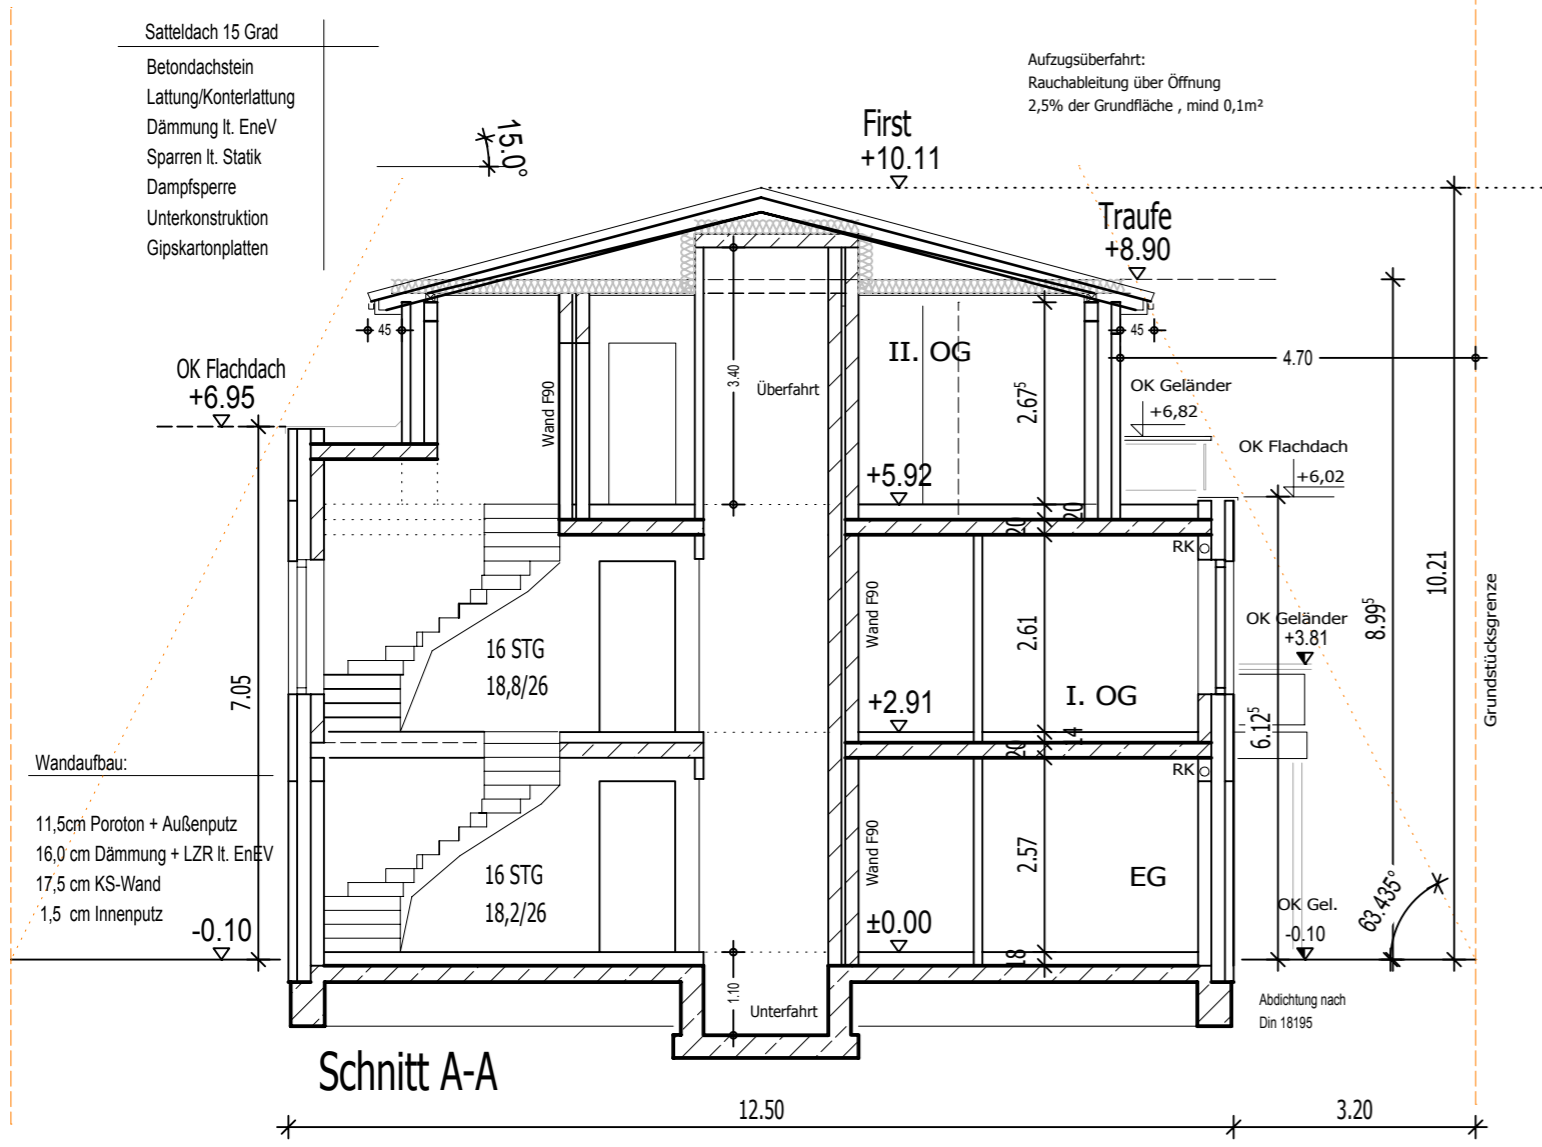 Satteldach 15 Grad
Betondachstein
Lattung/Konterlattung
Dämmung lt. EneV
Sparren lt. Statik
Dampfsperre
Unterkonstruktion
Gipskartonplatten
15.0°
Aufzugsüberfahrt:
Rauchableitung über Öffnung
2,5% der Grundfläche , mind 0,1m²
First
+10.11
Traufe
+8.90
45
45
4.70
OK Flachdach
+6.95
Wand F90
3.40
Überfahrt
II. OG
2.67⁵
OK Geländer
+6,82
OK Flachdach
+6,02
+5.92
20
20
RK
10.21
8.99⁵
Grundstücksgrenze
7.05
16 STG
18,8/26
Wand F90
2.61
OK Geländer
+3.81
+2.91
I. OG
6.12⁵
14
20
RK
Wandaufbau:
11,5cm Poroton + Außenputz
16,0 cm Dämmung + LZR lt. EnEV
17,5 cm KS-Wand
1,5 cm Innenputz
-0.10
16 STG
18,2/26
Wand F90
2.57
EG
±0.00
18
OK Gel.
-0.10
63.435°
1.10
Unterfahrt
Abdichtung nach
Din 18195
Schnitt A-A
12.50
3.20